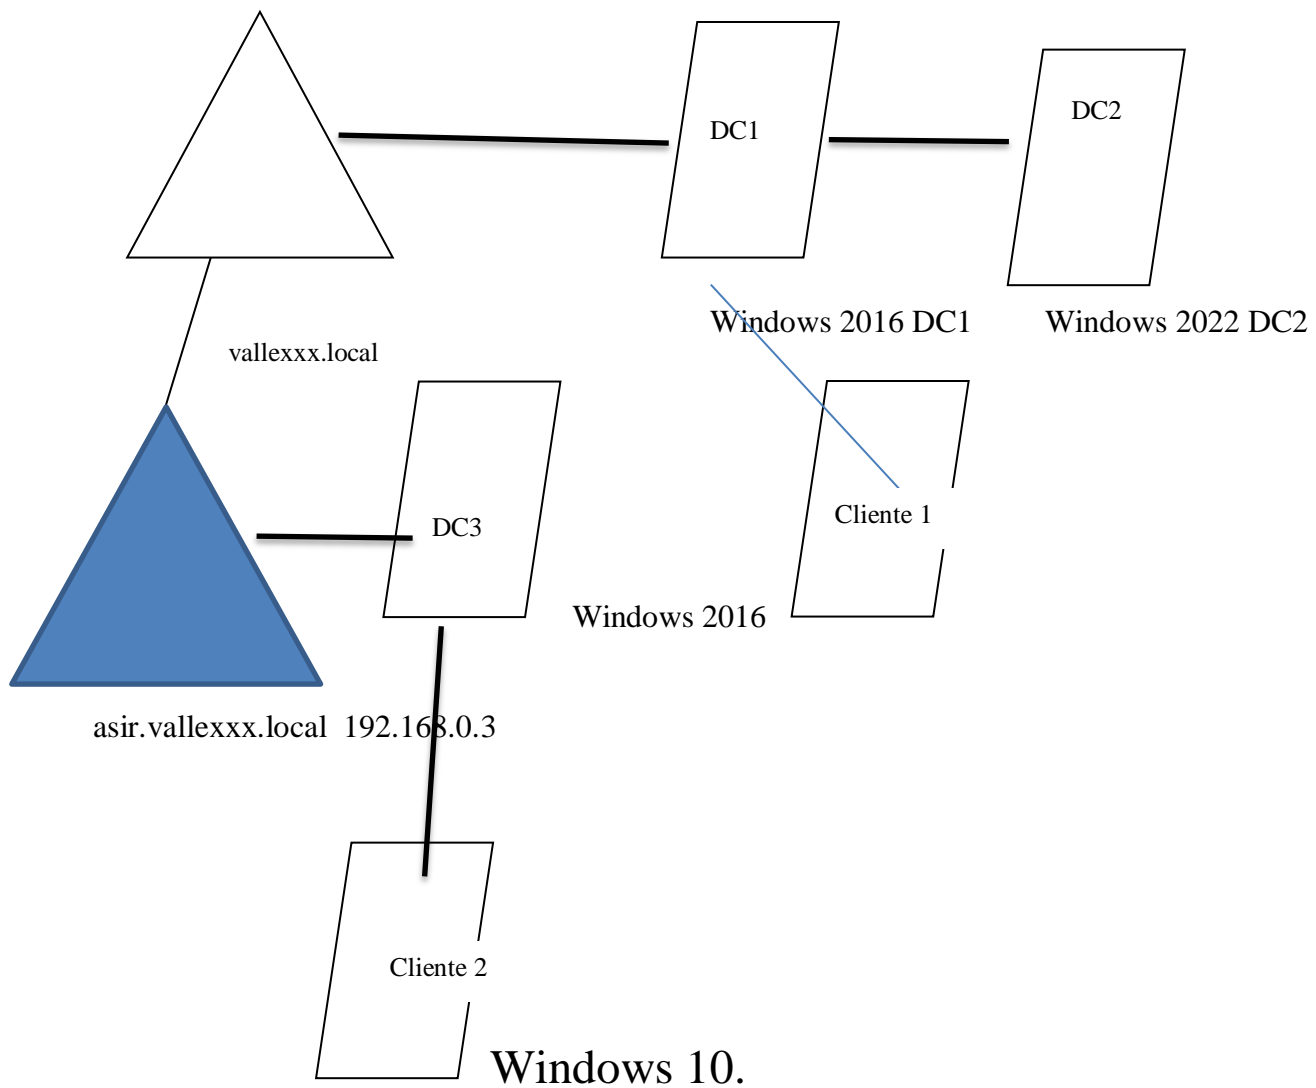 DC1
DC2
Windows 2016 DC1
Windows 2022 DC2
vallexxx.local
DC3
Cliente 1
Windows 2016
asir.vallexxx.local  192.168.0.3
Cliente 2
Windows 10.